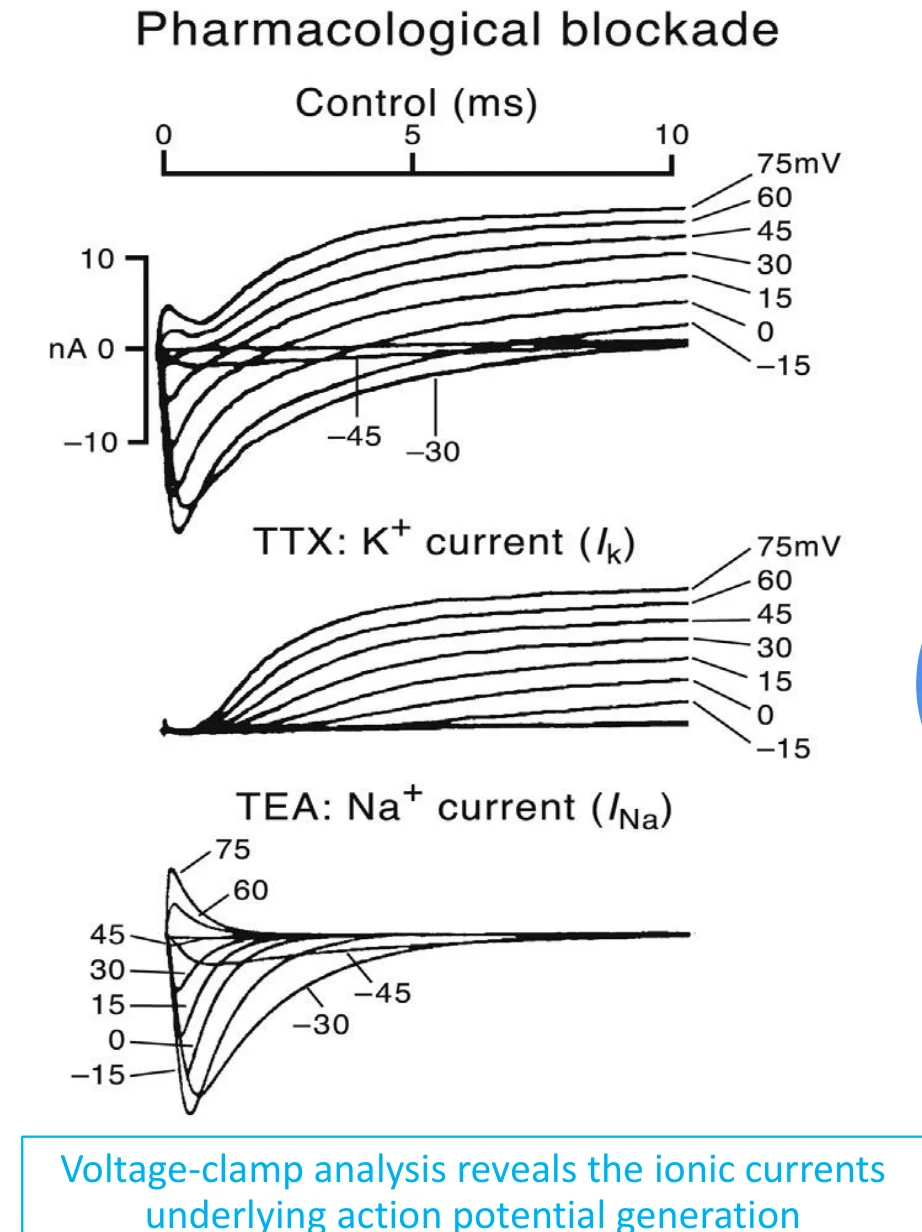 Pharmacological blockade
Control (ms)
0 5 10
75mV
60
45
30
15
0
–15
10
nA 0
–10
–45
–30
TTX: K⁺ current (Iₖ)
75mV
60
45
30
15
0
–15
TEA: Na⁺ current (I_Na)
75
60
45
30
15
0
–15
–45
–30
Voltage-clamp analysis reveals the ionic currents
underlying action potential generation